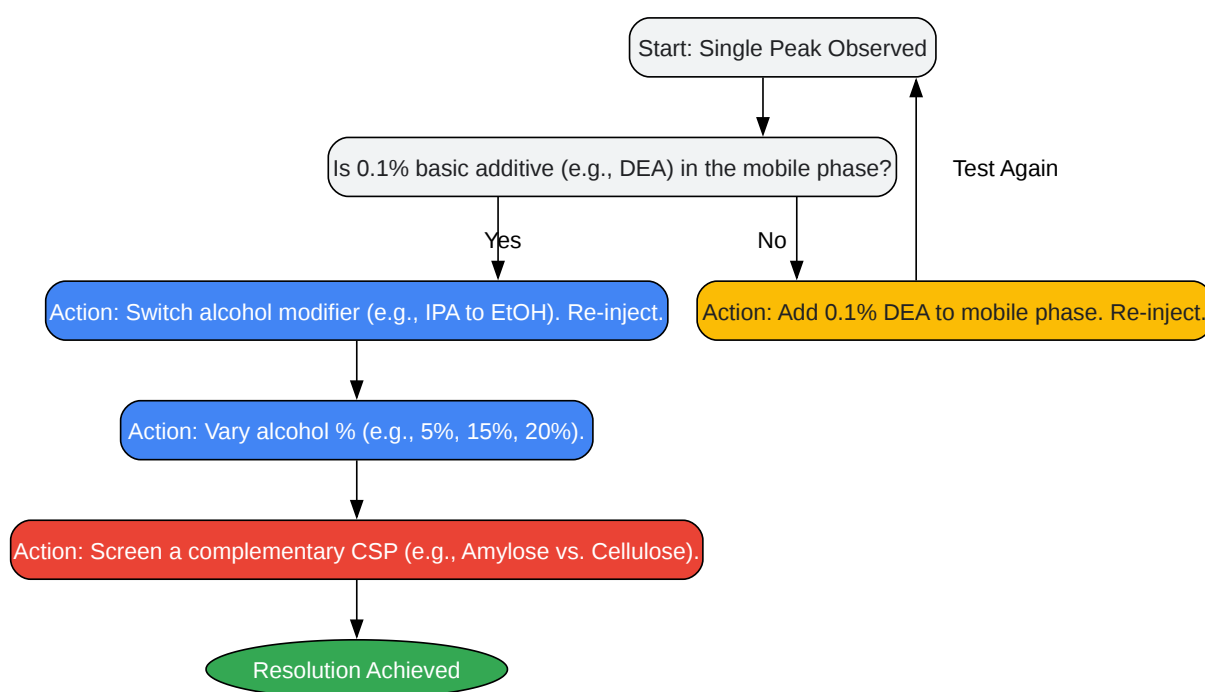 Start: Single Peak Observed
Is 0.1% basic additive (e.g., DEA) in the mobile phase?
Test Again
Yes
No
Action: Switch alcohol modifier (e.g., IPA to EtOH). Re-inject.
Action: Add 0.1% DEA to mobile phase. Re-inject.
Action: Vary alcohol % (e.g., 5%, 15%, 20%).
Action: Screen a complementary CSP (e.g., Amylose vs. Cellulose).
Resolution Achieved